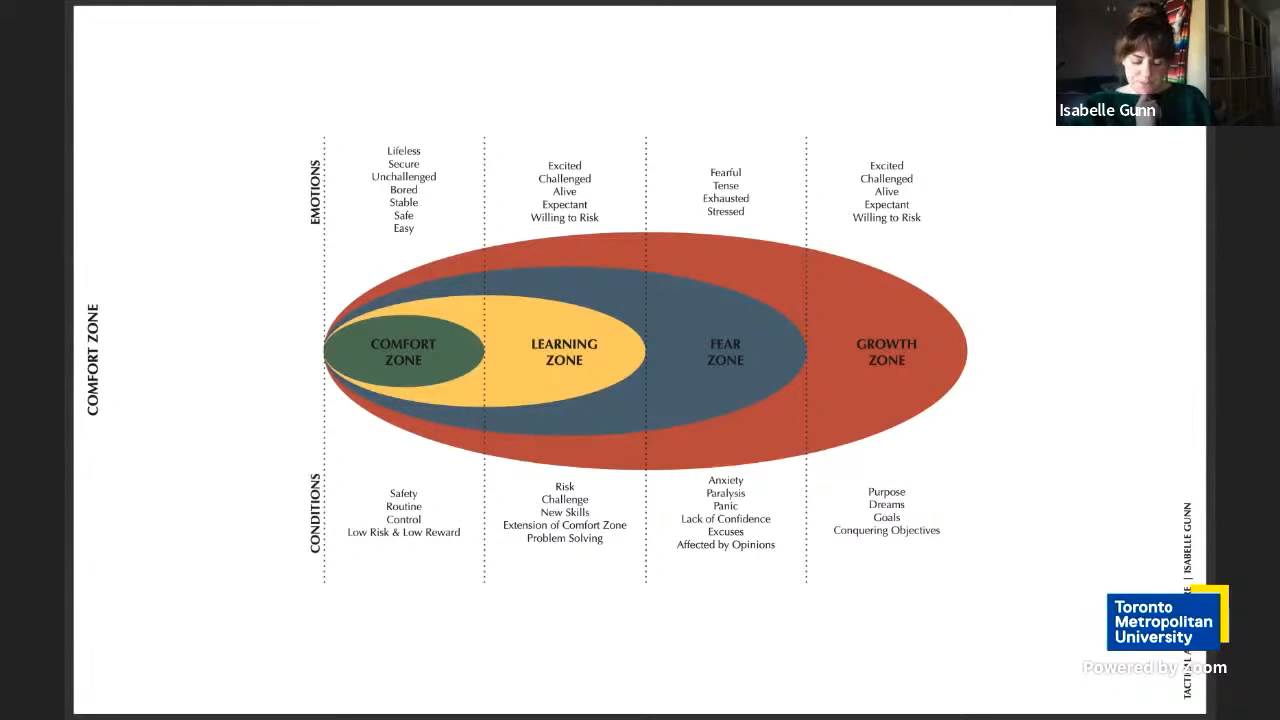 Isabelle Gunn
COMFORT ZONE
EMOTIONS
Lifeless
Secure
Unchallenged
Bored
Stable
Safe
Easy
Excited
Challenged
Alive
Expectant
Willing to Risk
Fearful
Tense
Exhausted
Stressed
Excited
Challenged
Alive
Expectant
Willing to Risk
COMFORT
ZONE
LEARNING
ZONE
FEAR
ZONE
GROWTH
ZONE
CONDITIONS
Safety
Routine
Control
Low Risk & Low Reward
Risk
Challenge
New Skills
Extension of Comfort Zone
Problem Solving
Anxiety
Paralysis
Panic
Lack of Confidence
Excuses
Affected by Opinions
Purpose
Dreams
Goals
Conquering Objectives
| ISABELLE GUNN
Toronto
Metropolitan
University
Powered by Zoom